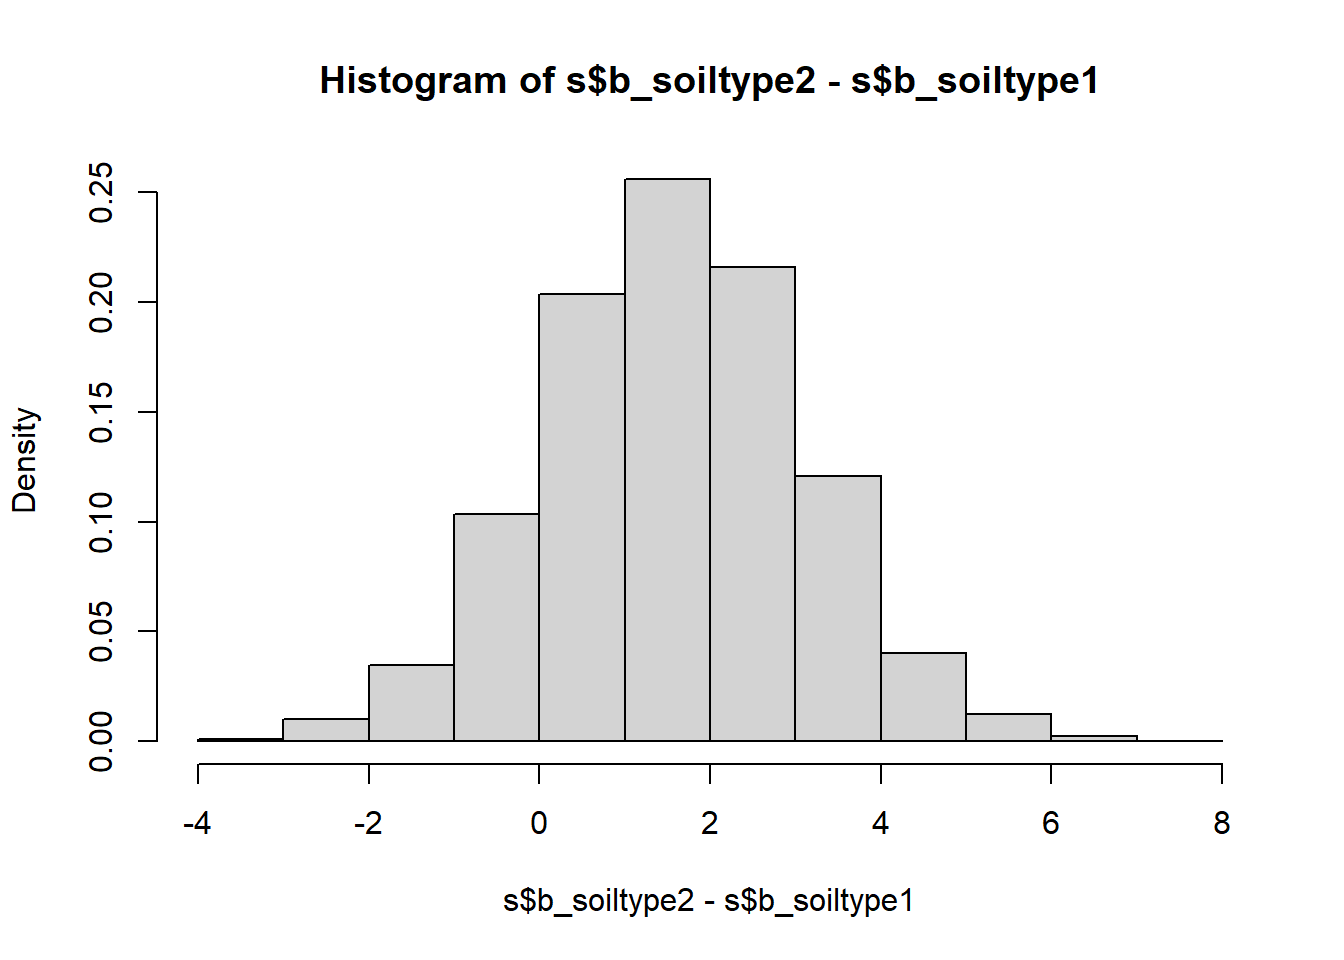 Histogram of s$b_soiltype2 - s$b_soiltype1
0.25
0.20
0.15
0.10
0.05
0.00
Density
-4 -2 0 2 4 6 8
s$b_soiltype2 - s$b_soiltype1